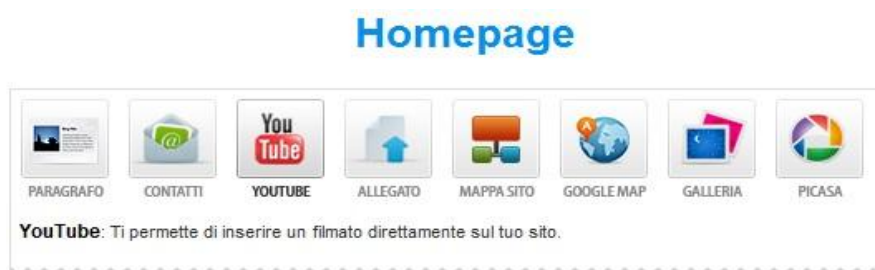 Homepage
You
Tube
PARAGRAFO CONTATTI YOUTUBE ALLEGATO MAPPA SITO GOOGLE MAP GALLERIA PICASA
YouTube: Ti permette di inserire un filmato direttamente sul tuo sito.